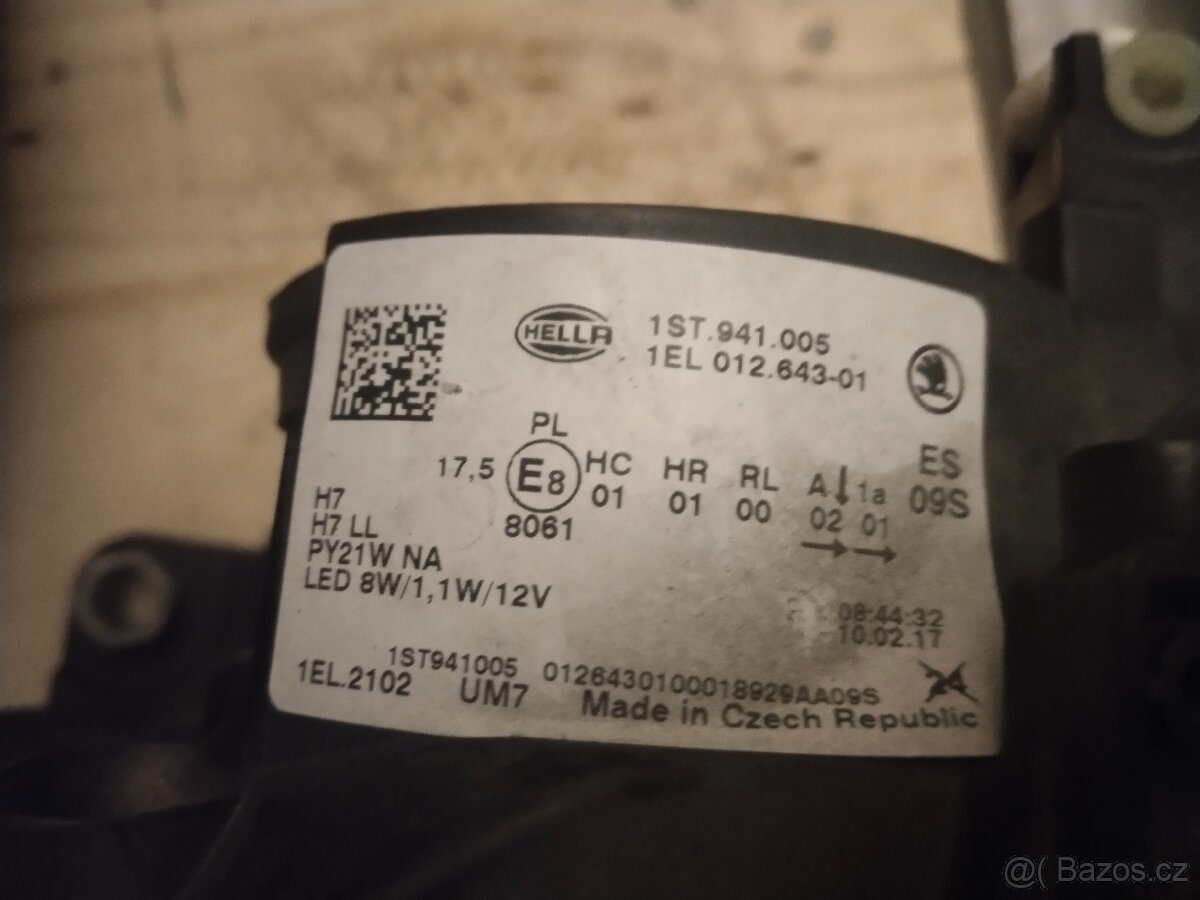 HELLA
1ST.941.005
1EL 012.643-01
PL
17,5 E8 HC HR RL A 1a ES
01 01 00 02 01 09S
8061
H7
H7 LL
PY21W NA
LED 8W/1,1W/12V
08:44:32
10.02.17
1ST941005 0126430100018929AA09S
1EL.2102 UM7 Made in Czech Republic
24
@( Bazos.cz